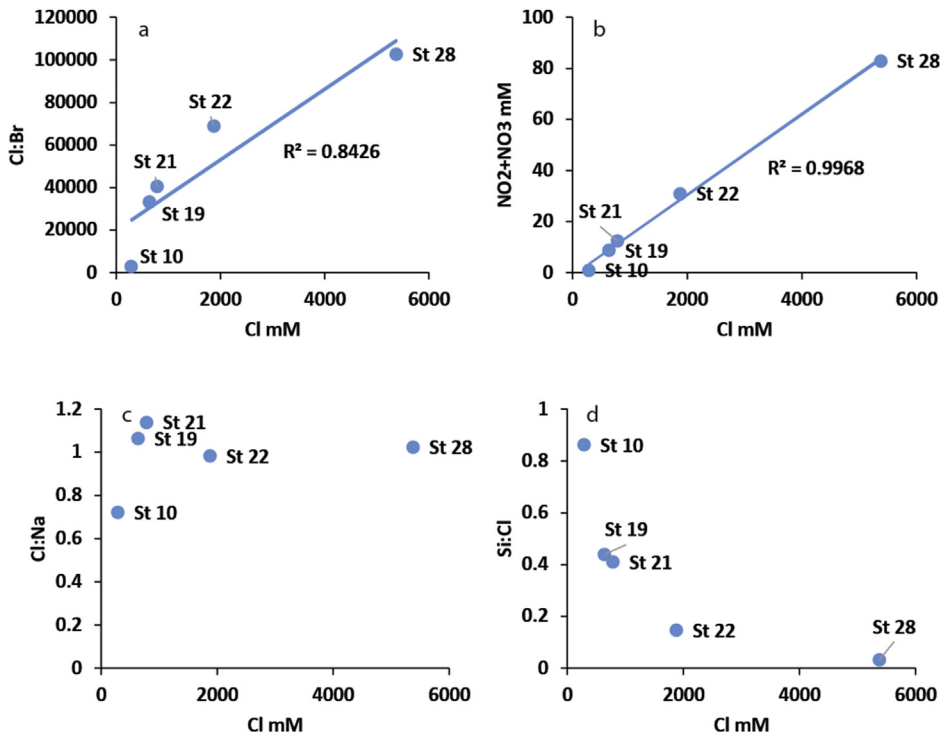 a
120000
100000
80000
60000
40000
20000
0
Cl:Br
St 28
St 22
St 21
St 19
St 10
R² = 0.8426
0 2000 4000 6000
Cl mM
b
100
80
60
40
20
0
NO2+NO3 mM
St 28
St 22
St 21
St 19
St 10
R² = 0.9968
0 2000 4000 6000
Cl mM
c
1.2
1
0.8
0.6
0.4
0.2
0
Cl:Na
St 21
St 19
St 22
St 28
St 10
0 2000 4000 6000
Cl mM
d
1
0.8
0.6
0.4
0.2
0
Si:Cl
St 10
St 19
St 21
St 22
St 28
0 2000 4000 6000
Cl mM